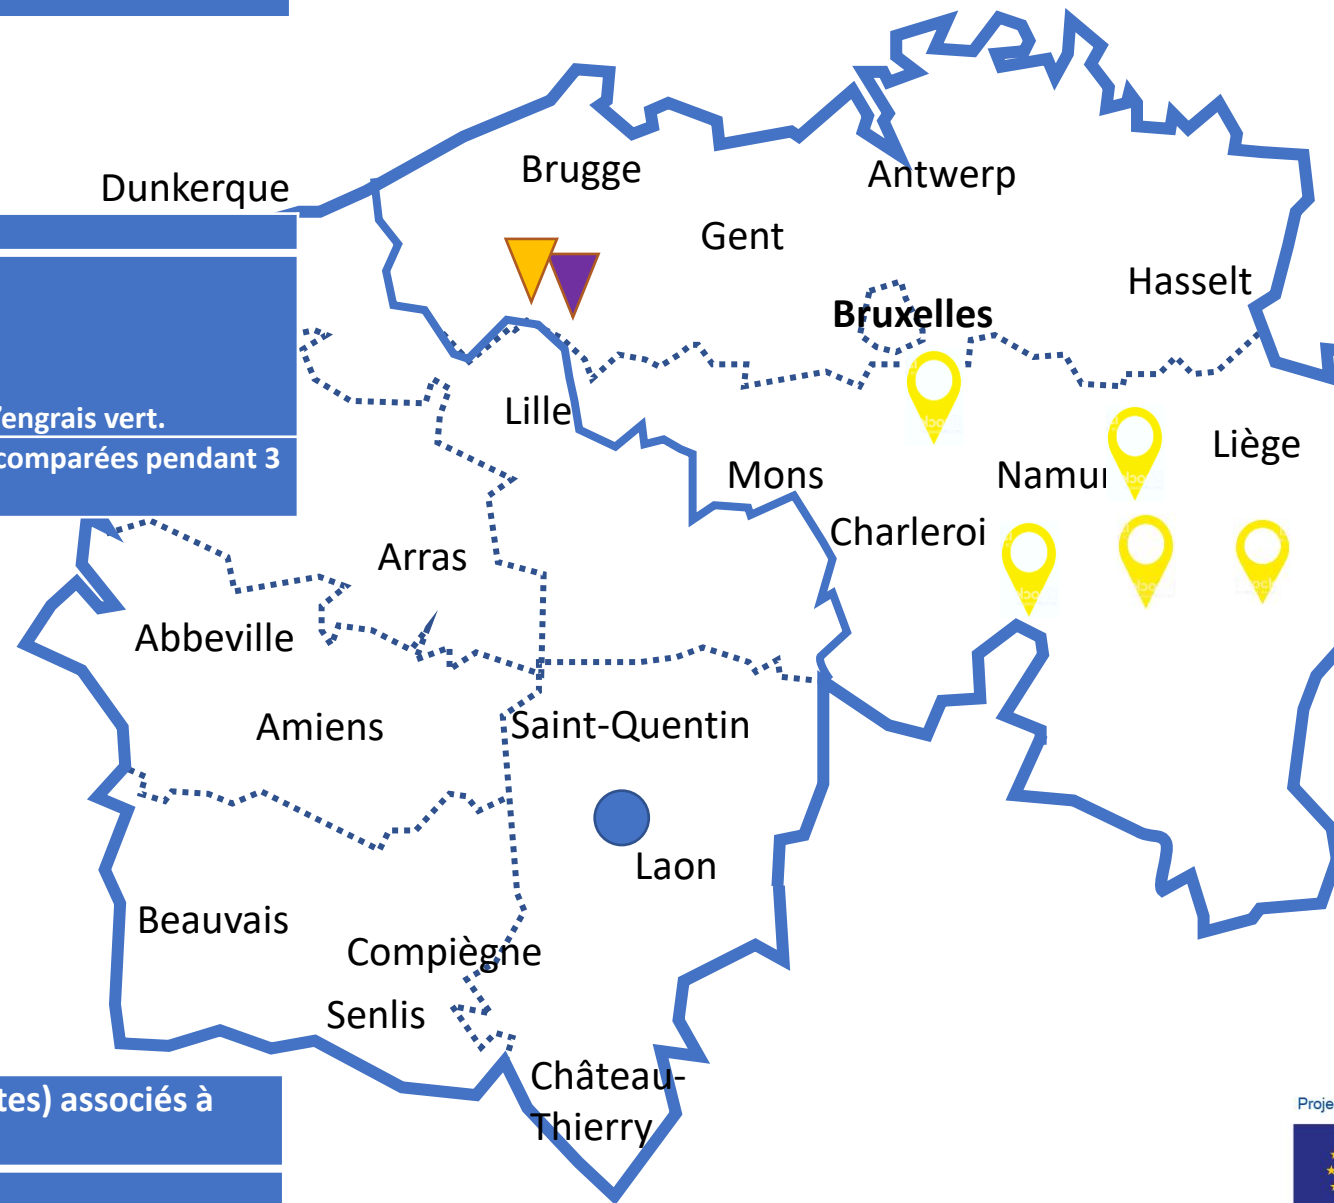 Dunkerque
Brugge
Antwerp
Gent
Hasselt
Bruxelles
'engrais vert.
comparées pendant 3
Lille
Liège
Mons
Namur
Charleroi
Arras
Abbeville
Amiens
Saint-Quentin
Laon
Beauvais
Compiègne
Senlis
Château-
Thierry
tes) associés à
Proje